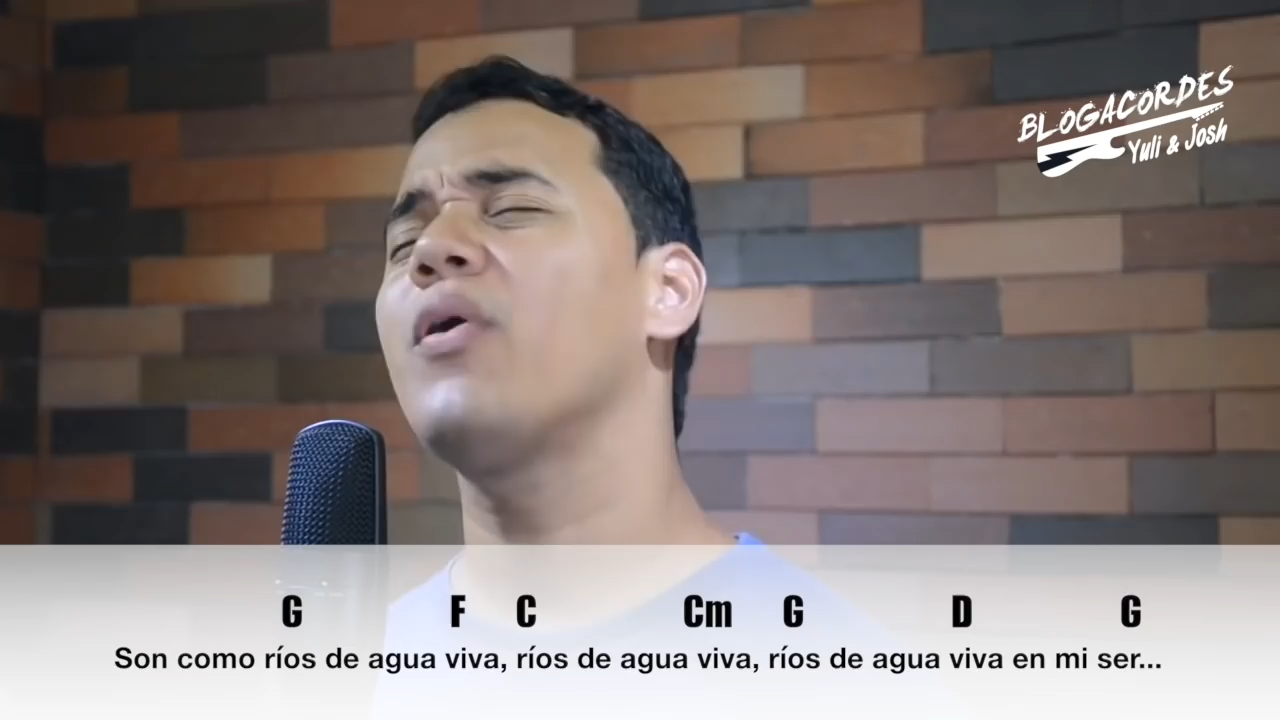 BLOGACORDES
Yuli & Josh
G F C Cm G D G
Son como ríos de agua viva, ríos de agua viva, ríos de agua viva en mi ser...